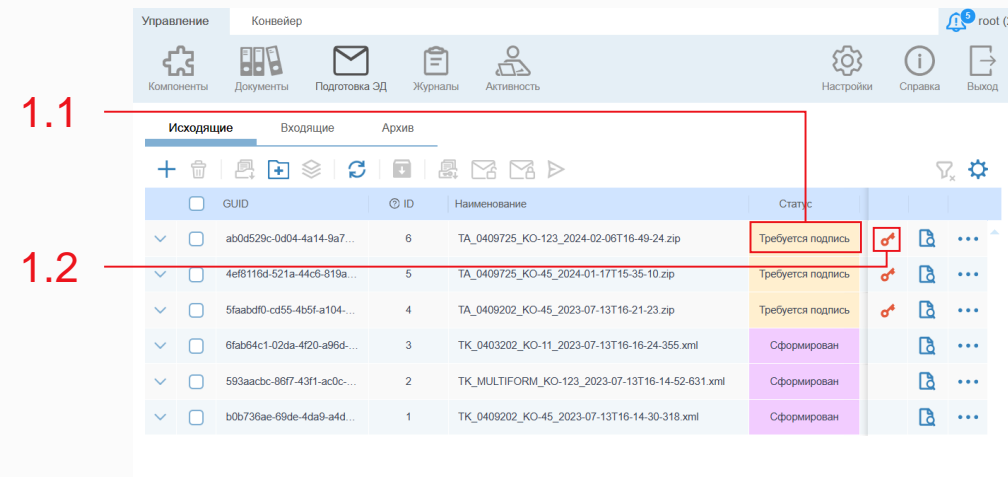 Управление Конвейер 5 root (
Компоненты Документы Подготовка ЭД Журналы Активность Настройки Справка Выход
1.1
Исходящие Входящие Архив
GUID ? ID Наименование Статус
ab0d529c-0d04-4a14-9a7... 6 TA_0409725_KO-123_2024-02-06T16-49-24.zip Требуется подпись
1.2
4ef8116d-521a-44c6-819a... 5 TA_0409725_KO-45_2024-01-17T15-35-10.zip Требуется подпись
5faabdf0-cd55-4b5f-a104-... 4 TA_0409202_KO-45_2023-07-13T16-21-23.zip Требуется подпись
6fab64c1-02da-4f20-a96d-... 3 TK_0403202_KO-11_2023-07-13T16-16-24-355.xml Сформирован
593aacbc-86f7-43f1-ac0c-... 2 TK_MULTIFORM_KO-123_2023-07-13T16-14-52-631.xml Сформирован
b0b736ae-69de-4da9-a4d... 1 TK_0409202_KO-45_2023-07-13T16-14-30-318.xml Сформирован